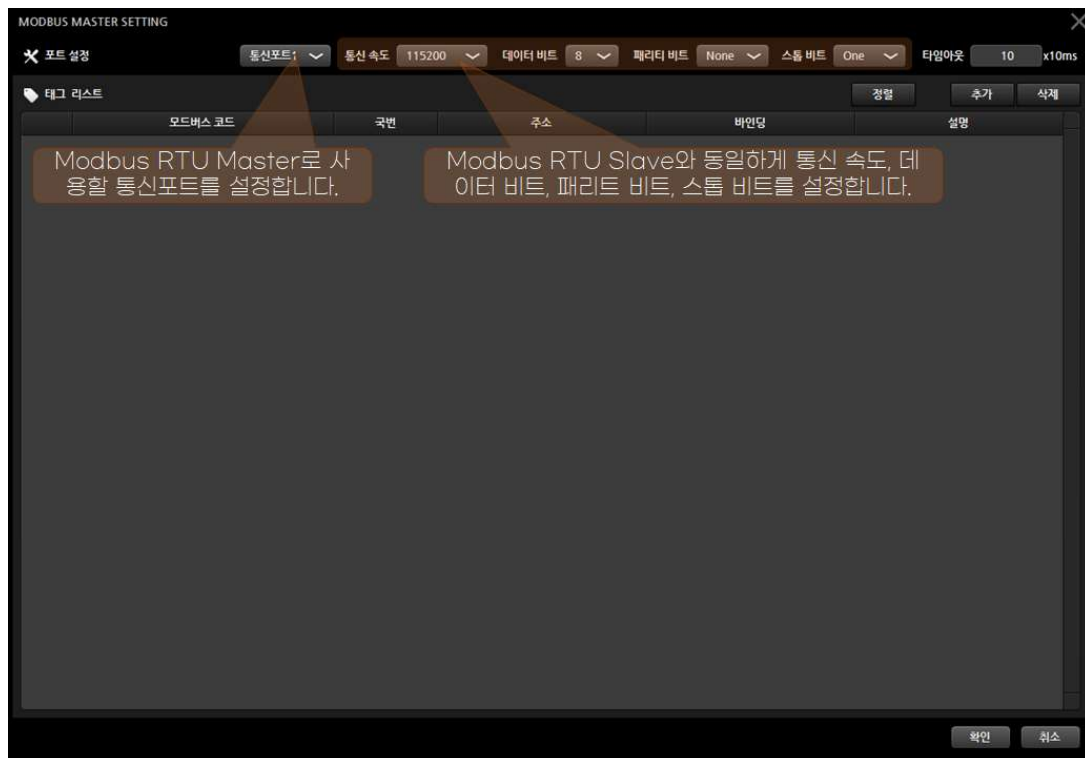 MODBUS MASTER SETTING
포트 설정 통신포트1 통신 속도 115200 데이터 비트 8 패리티 비트 None 스톱 비트 One 타임아웃 10 x10ms
태그 리스트 정렬 추가 삭제
모드버스 코드 국번 주소 바인딩 설명
Modbus RTU Master로 사
용할 통신포트를 설정합니다.
Modbus RTU Slave와 동일하게 통신 속도, 데
이터 비트, 패리트 비트, 스톱 비트를 설정합니다.
확인 취소